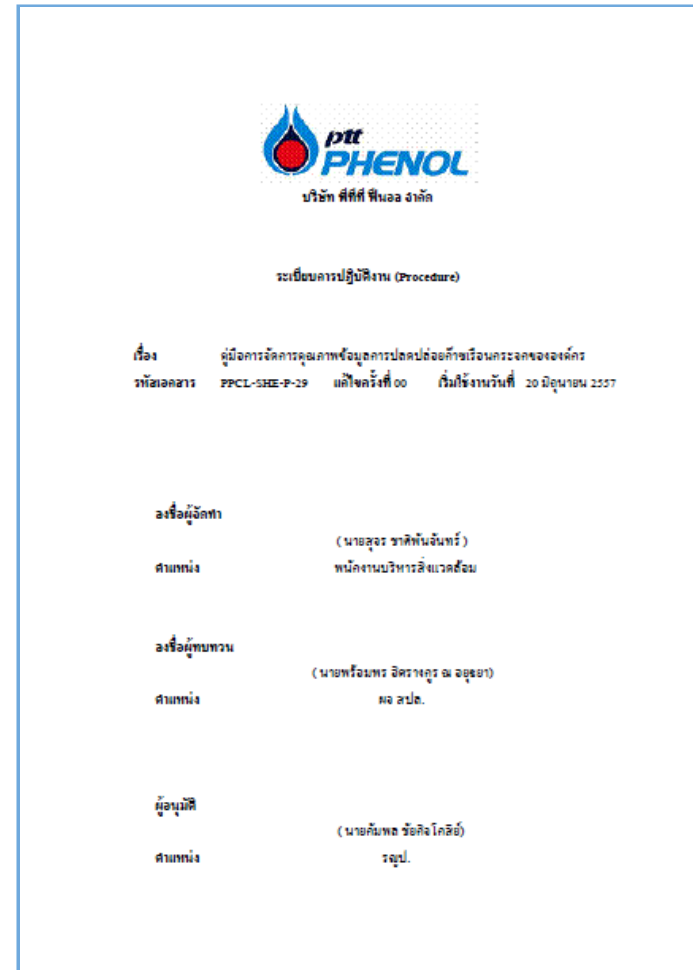 ptt
PHENOL
บริษัท พีทีที ฟีนอล จำกัด
ระเบียบการปฏิบัติงาน (Procedure)
เรื่อง คู่มือการจัดการคุณภาพข้อมูลการปลดปล่อยก๊าซเรือนกระจกขององค์กร
รหัสเอกสาร PPCL-SHE-P-29 แก้ไขครั้งที่ 00 เริ่มใช้งานวันที่ 20 มิถุนายน 2557
ลงชื่อผู้จัดทำ
( นายสุจร ชาติพันจันทร์ )
ตำแหน่ง พนักงานบริหารสิ่งแวดล้อม
ลงชื่อผู้ทบทวน
( นายพร้อมพร อิศรางกูร ณ อยุธยา)
ตำแหน่ง ผจ สปล.
ผู้อนุมัติ
( นายคัมพล ชัยกิจโกสีย์)
ตำแหน่ง รญป.